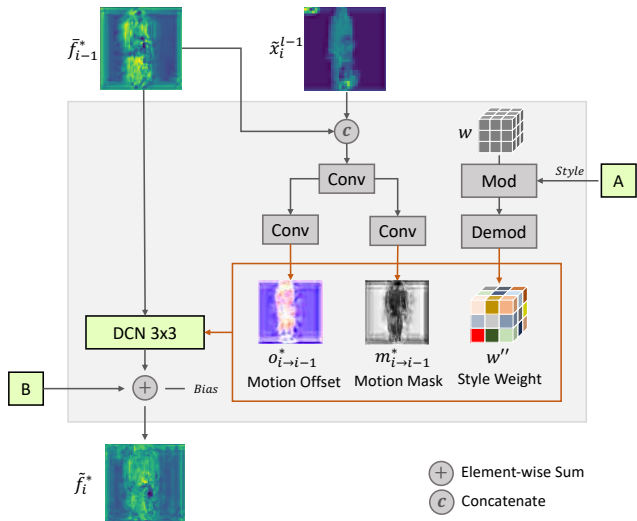 f̄*ᵢ₋₁
x̃ᵢˡ⁻¹
c
w
Conv
Mod
Style
A
Conv
Conv
Demod
DCN 3x3
o*ᵢ→ᵢ₋₁
m*ᵢ→ᵢ₋₁
w''
Motion Offset
Motion Mask
Style Weight
B
+
Bias
f̃ᵢ*
+ Element-wise Sum
c Concatenate